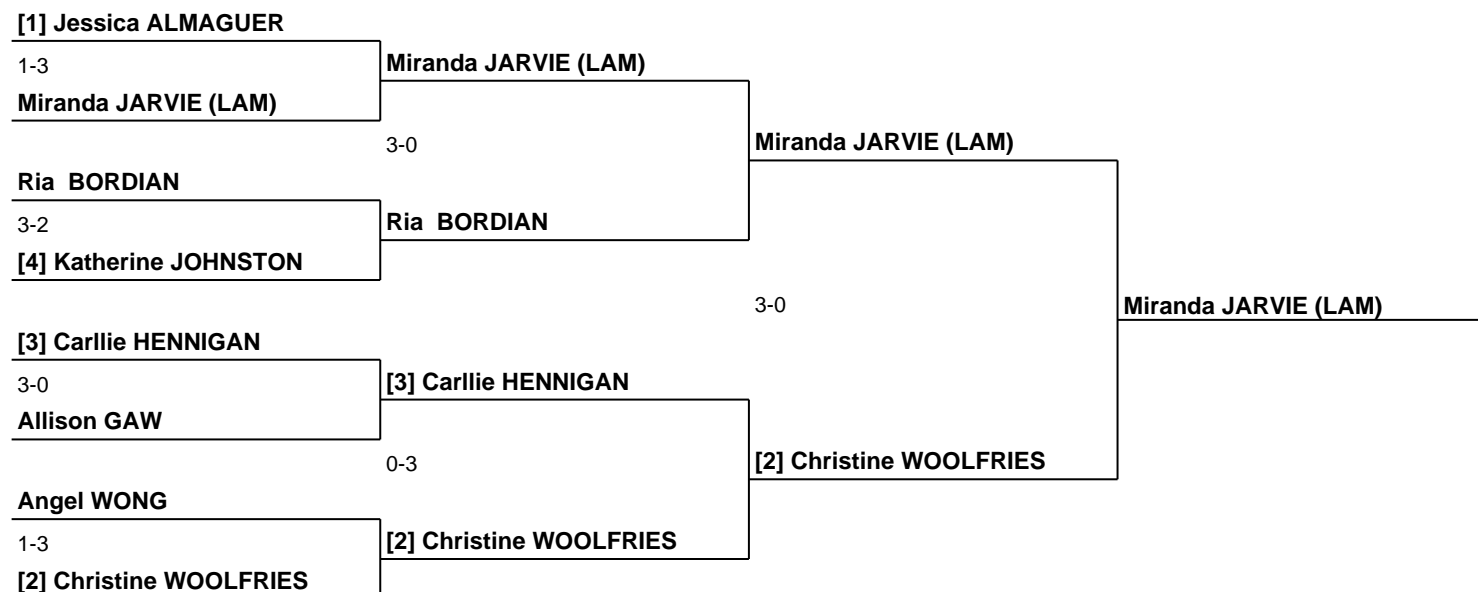 [1] Jessica ALMAGUER
1-3
Miranda JARVIE (LAM)
Miranda JARVIE (LAM)
3-0
Miranda JARVIE (LAM)
Ria  BORDIAN
3-2
Ria  BORDIAN
[4] Katherine JOHNSTON
3-0
Miranda JARVIE (LAM)
[3] Carllie HENNIGAN
3-0
[3] Carllie HENNIGAN
Allison GAW
0-3
[2] Christine WOOLFRIES
Angel WONG
1-3
[2] Christine WOOLFRIES
[2] Christine WOOLFRIES